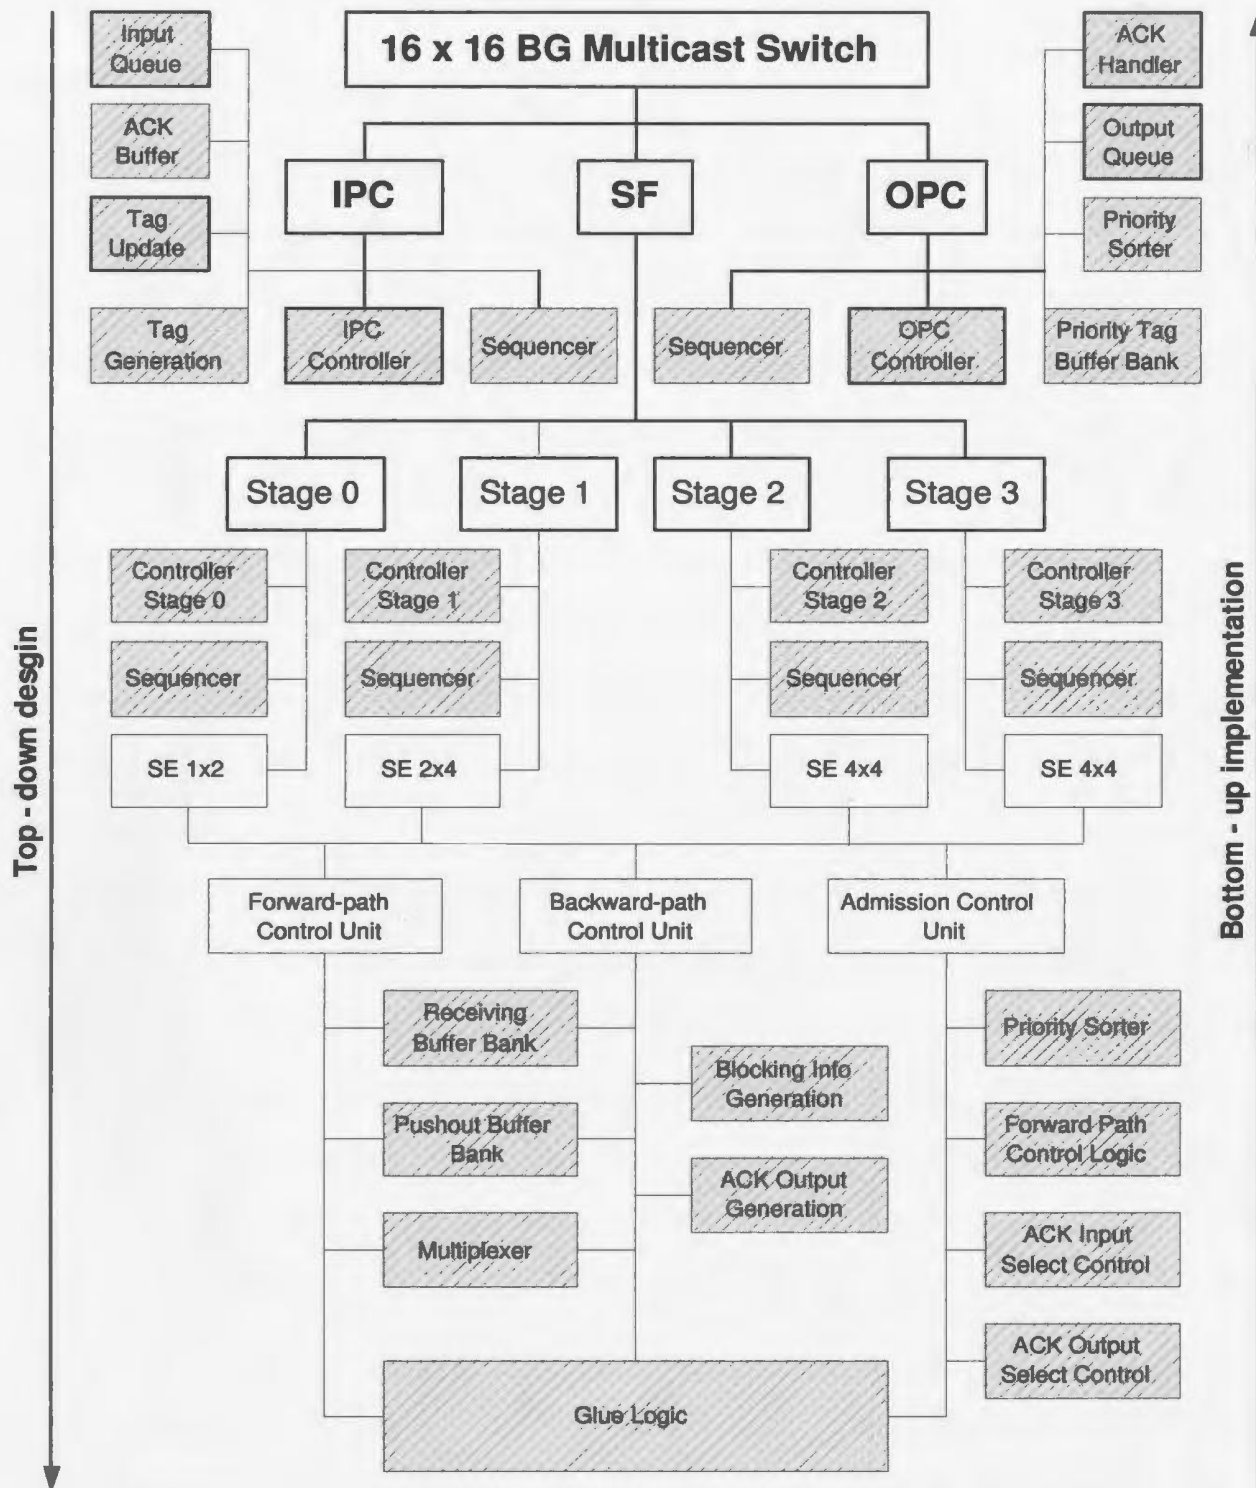 16 x 16 BG Multicast Switch
Input
Queue
ACK
Buffer
Tag
Update
Tag
Generation
IPC
SF
OPC
IPC
Controller
Sequencer
Sequencer
OPC
Controller
ACK
Handler
Output
Queue
Priority
Sorter
Priority Tag
Buffer Bank
Stage 0
Stage 1
Stage 2
Stage 3
Controller
Stage 0
Controller
Stage 1
Controller
Stage 2
Controller
Stage 3
Sequencer
Sequencer
Sequencer
Sequencer
SE 1x2
SE 2x4
SE 4x4
SE 4x4
Top - down desgin
Bottom - up implementation
Forward-path
Control Unit
Backward-path
Control Unit
Admission Control
Unit
Receiving
Buffer Bank
Pushout Buffer
Bank
Multiplexer
Blocking Info
Generation
ACK Output
Generation
Priority Sorter
Forward Path
Control Logic
ACK Input
Select Control
ACK Output
Select Control
Glue Logic